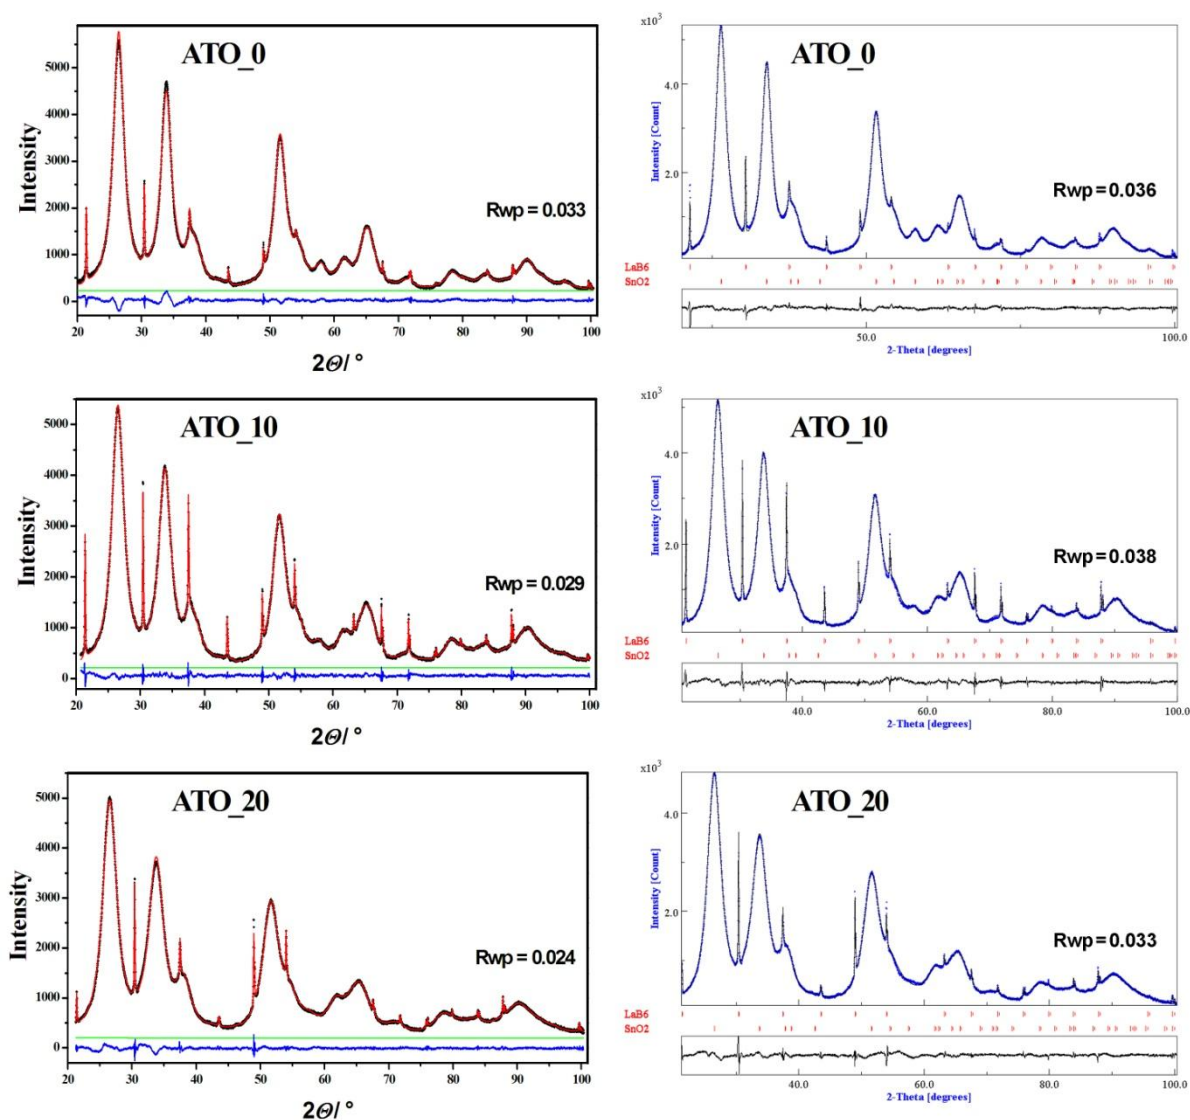 ATO_0
Intensity
5000
4000
3000
2000
1000
0
Rwp = 0.033
20 30 40 50 60 70 80 90 100
2Θ/ °
x10³
ATO_0
Intensity [Count]
4.0
2.0
Rwp = 0.036
LaB6
SnO2
50.0 100.0
2-Theta [degrees]
ATO_10
Intensity
5000
4000
3000
2000
1000
0
Rwp = 0.029
20 30 40 50 60 70 80 90 100
2Θ/ °
x10³
ATO_10
Intensity [Count]
4.0
2.0
Rwp = 0.038
LaB6
SnO2
40.0 60.0 80.0 100.0
2-Theta [degrees]
ATO_20
Intensity
5000
4000
3000
2000
1000
0
Rwp = 0.024
20 30 40 50 60 70 80 90 100
2Θ/ °
x10³
ATO_20
Intensity [Count]
4.0
2.0
Rwp = 0.033
LaB6
SnO2
40.0 60.0 80.0 100.0
2-Theta [degrees]